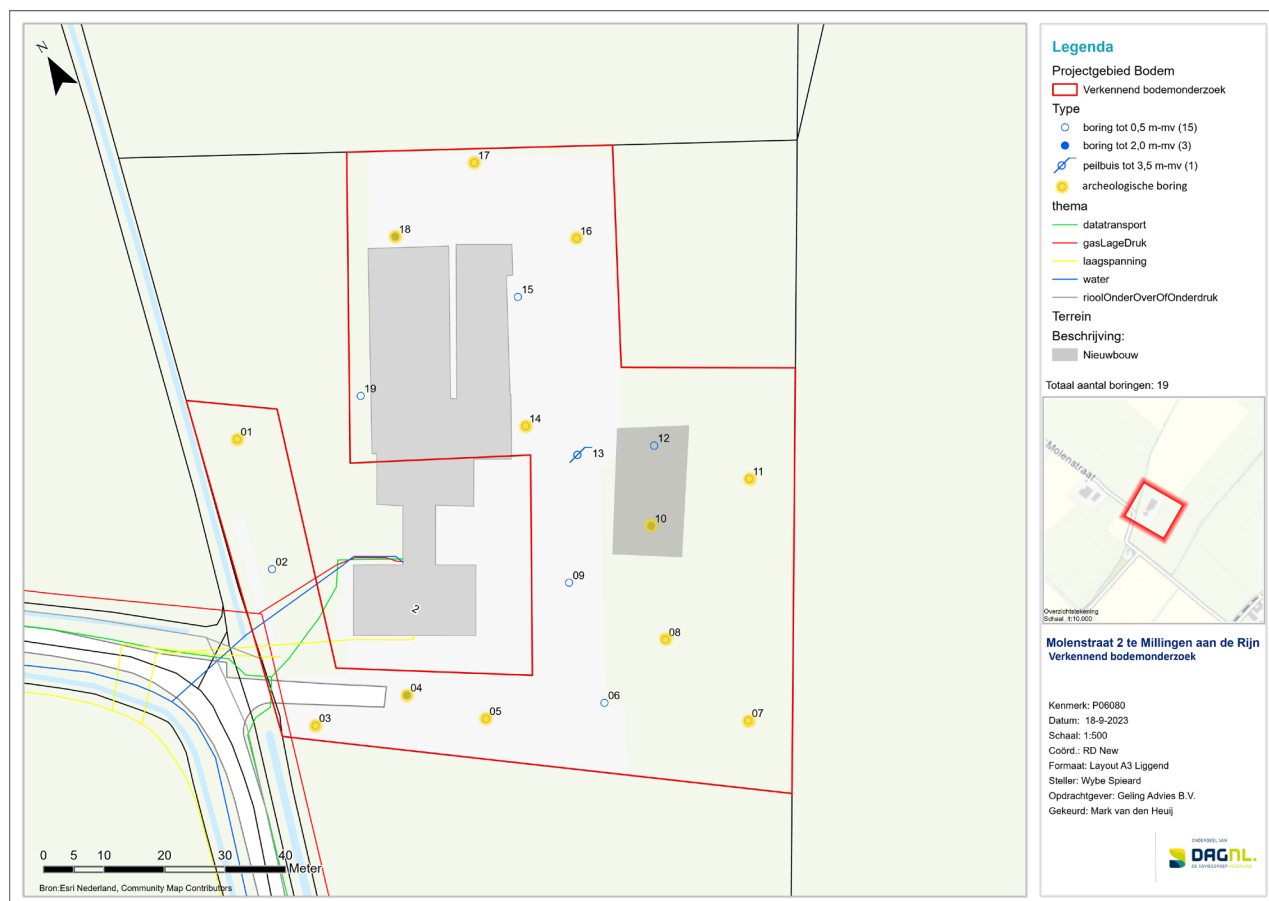 N
17
18
16
15
19
14
01
13
12
11
10
02
09
2
08
04
06
05
03
07
0 5 10 20 30 40
Meter
Bron:Esri Nederland, Community Map Contributors
Legenda
Projectgebied Bodem
Verkennend bodemonderzoek
Type
boring tot 0,5 m-mv (15)
boring tot 2,0 m-mv (3)
peilbuis tot 3,5 m-mv (1)
archeologische boring
thema
datatransport
gasLageDruk
laagspanning
water
rioolOnderOverOfOnderdruk
Terrein
Beschrijving:
Nieuwbouw
Totaal aantal boringen: 19
Molenstraat
Overzichtstekening
Schaal 1:10.000
Molenstraat 2 te Millingen aan de Rijn
Verkennend bodemonderzoek
Kenmerk: P06080
Datum: 18-9-2023
Schaal: 1:500
Coörd.: RD New
Formaat: Layout A3 Liggend
Steller: Wybe Spieard
Opdrachtgever: Geling Advies B.V.
Gekeurd: Mark van den Heuij
ONDERDEEL VAN
DAGNL.
DE ADVIESGROEP NEDERLAND